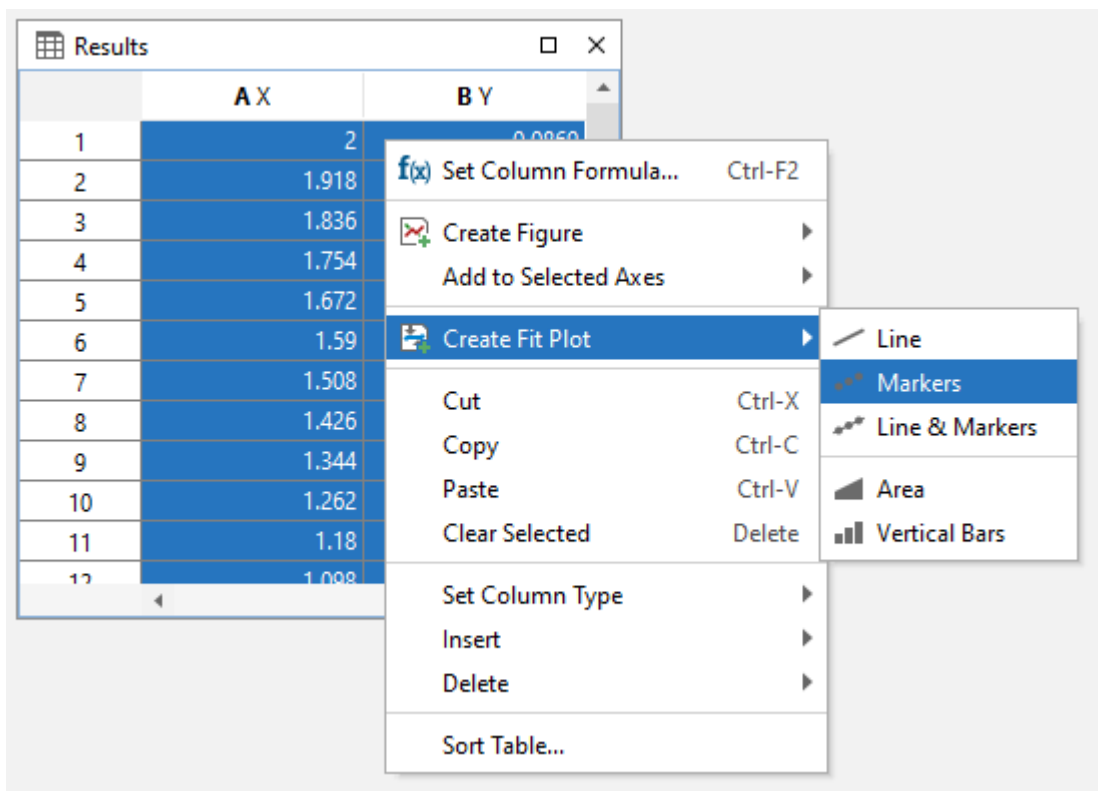 Results
A X B Y
1 2 0.0869
2 1.918
3 1.836
4 1.754
5 1.672
6 1.59
7 1.508
8 1.426
9 1.344
10 1.262
11 1.18
12 1.098
f(x) Set Column Formula... Ctrl-F2
Create Figure
Add to Selected Axes
Create Fit Plot
Cut Ctrl-X
Copy Ctrl-C
Paste Ctrl-V
Clear Selected Delete
Set Column Type
Insert
Delete
Sort Table...
Line
Markers
Line & Markers
Area
Vertical Bars